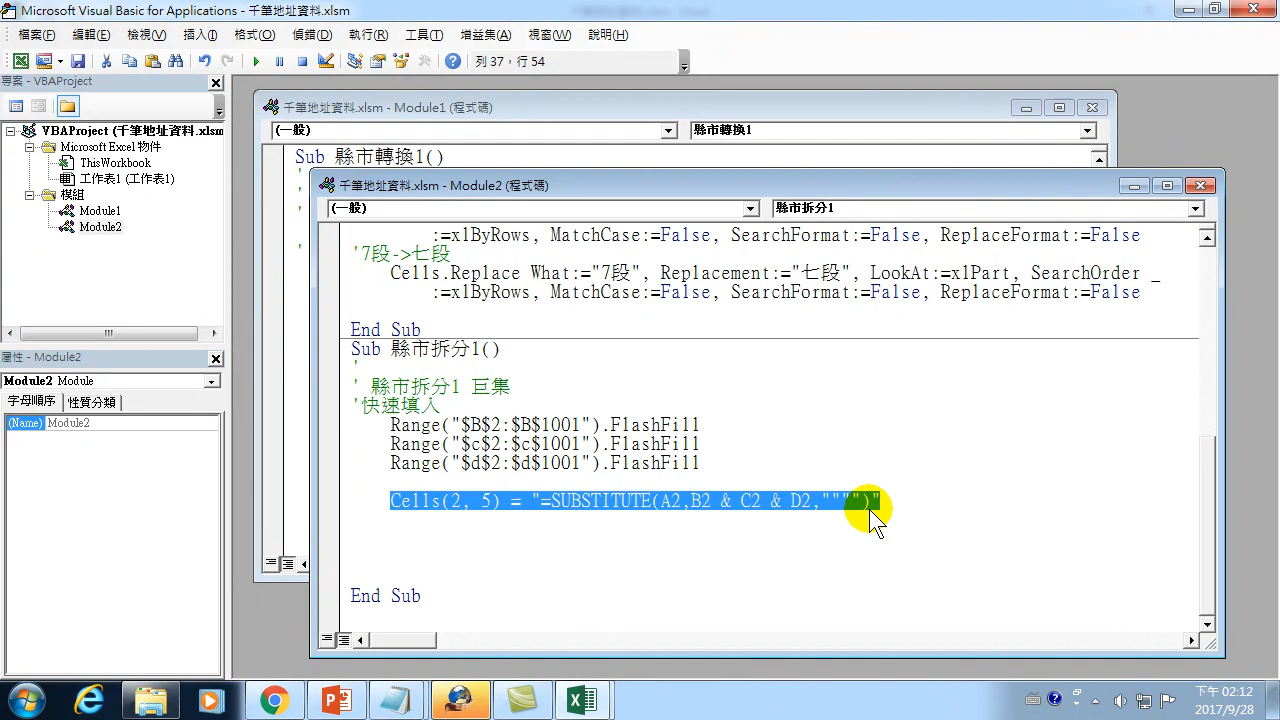 Microsoft Visual Basic for Applications - 千筆地址資料.xlsm
檔案(F) 編輯(E) 檢視(V) 插入(I) 格式(O) 偵錯(D) 執行(R) 工具(T) 增益集(A) 視窗(W) 說明(H)
列 37，行 54
專案 - VBAProject
VBAProject (千筆地址資料.xlsm
Microsoft Excel 物件
ThisWorkbook
工作表1 (工作表1)
模組
Module1
Module2
屬性 - Module2
Module2 Module
字母順序 性質分類
(Name) Module2
千筆地址資料.xlsm - Module1 (程式碼)
(一般) 縣市轉換1
Sub 縣市轉換1()
'
'
'
千筆地址資料.xlsm - Module2 (程式碼)
(一般) 縣市拆分1
:=xlByRows, MatchCase:=False, SearchFormat:=False, ReplaceFormat:=False
'7段->七段
Cells.Replace What:="7段", Replacement:="七段", LookAt:=xlPart, SearchOrder _
:=xlByRows, MatchCase:=False, SearchFormat:=False, ReplaceFormat:=False
End Sub
Sub 縣市拆分1()
'
' 縣市拆分1 巨集
'快速填入
Range("$B$2:$B$1001").FlashFill
Range("$c$2:$c$1001").FlashFill
Range("$d$2:$d$1001").FlashFill
Cells(2, 5) = "=SUBSTITUTE(A2,B2 & C2 & D2,"""")"
End Sub
下午 02:12
2017/9/28